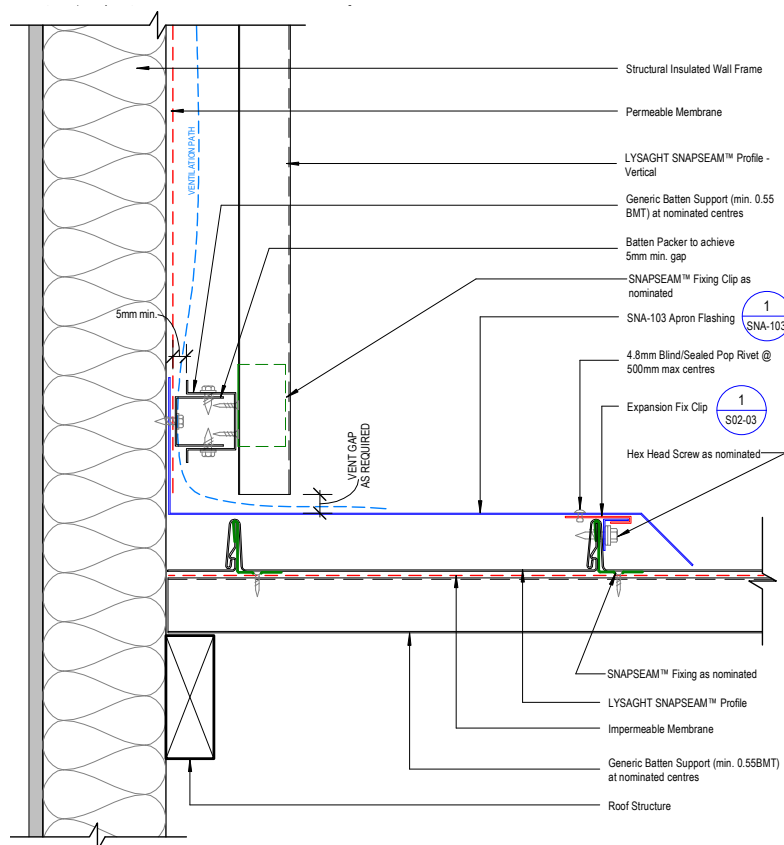 Structural Insulated Wall Frame
Permeable Membrane
VENTILATION PATH
LYSAGHT SNAPSEAM™ Profile -
Vertical
Generic Batten Support (min. 0.55
BMT) at nominated centres
Batten Packer to achieve
5mm min. gap
SNAPSEAM™ Fixing Clip as
nominated
5mm min.
SNA-103 Apron Flashing
1
SNA-103
4.8mm Blind/Sealed Pop Rivet @
500mm max centres
Expansion Fix Clip
1
S02-03
Hex Head Screw as nominated
VENT GAP
AS REQUIRED
SNAPSEAM™ Fixing as nominated
LYSAGHT SNAPSEAM™ Profile
Impermeable Membrane
Generic Batten Support (min. 0.55BMT)
at nominated centres
Roof Structure